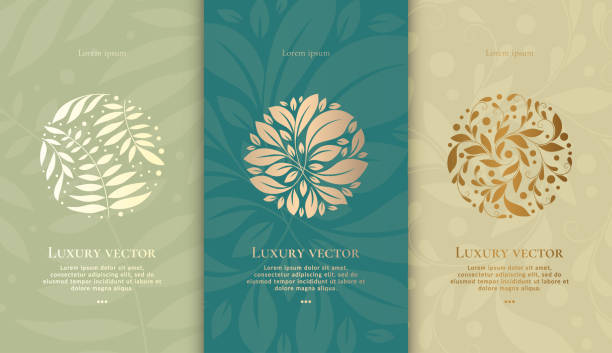 Lorem ipsum
LUXURY VECTOR
Lorem ipsum dolor sit amet,
consectetur adipiscing elit, sed
do eiusmod tempor incididunt
ut labore et dolore
magna aliqua.
Lorem ipsum
LUXURY VECTOR
Lorem ipsum dolor sit amet,
consectetur adipiscing elit, sed
do eiusmod tempor incididunt
ut labore et dolore
magna aliqua.
Lorem ipsum
LUXURY VECTOR
Lorem ipsum dolor sit amet,
consectetur adipiscing elit, sed
do eiusmod tempor incididunt
ut labore et dolore
magna aliqua.